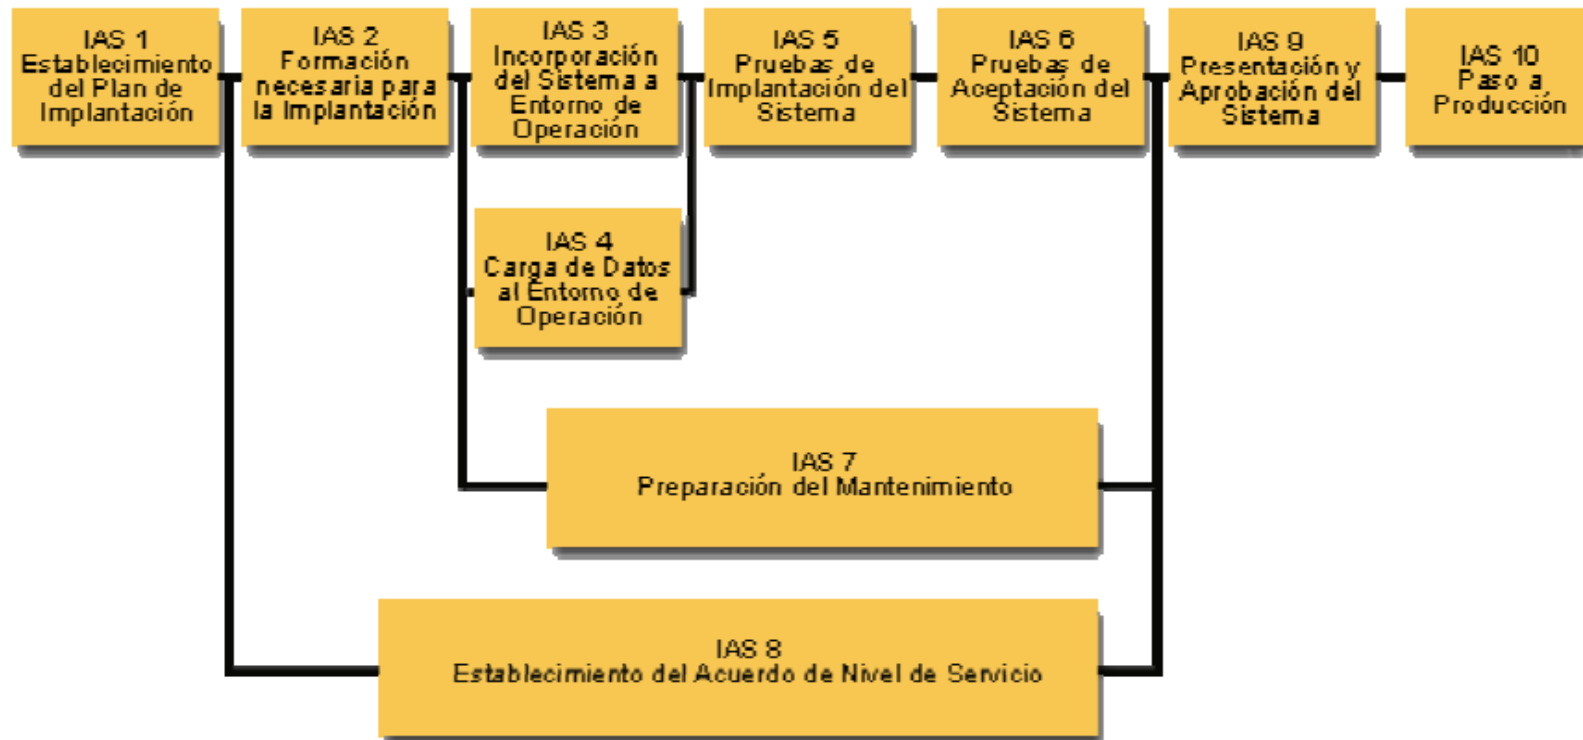 IAS 1
Establecimiento
del Plan de
Implantación
IAS 2
Formación
necesaria para
la Implantación
IAS 3
Incorporación
del Sistema a
Entorno de
Operación
IAS 5
Pruebas de
Implantación del
Sistema
IAS 6
Pruebas de
Aceptación del
Sistema
IAS 9
Presentación y
Aprobación del
Sistema
IAS 10
Paso a
Producción
IAS 4
Carga de Datos
al Entorno de
Operación
IAS 7
Preparación del Mantenimiento
IAS 8
Establecimiento del Acuerdo de Nivel de Servicio